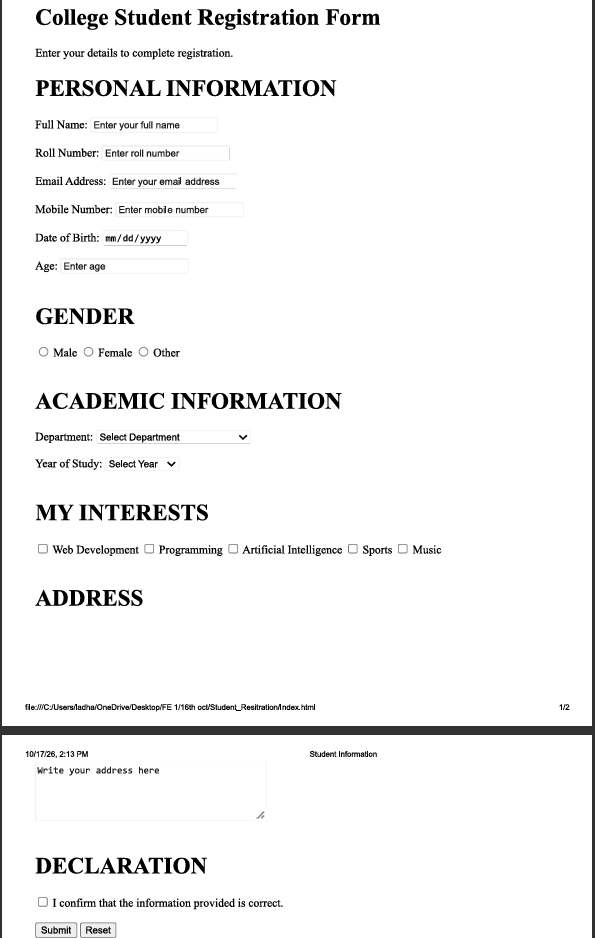 College Student Registration Form
Enter your details to complete registration.
PERSONAL INFORMATION
Full Name: Enter your full name
Roll Number: Enter roll number
Email Address: Enter your email address
Mobile Number: Enter mobile number
Date of Birth: mm/dd/yyyy
Age: Enter age
GENDER
Male Female Other
ACADEMIC INFORMATION
Department: Select Department
Year of Study: Select Year
MY INTERESTS
Web Development Programming Artificial Intelligence Sports Music
ADDRESS
file:///C:/Users/ladha/OneDrive/Desktop/FE 1/16th oct/Student_Resitration/Index.html 1/2
10/17/26, 2:13 PM Student Information
Write your address here
DECLARATION
I confirm that the information provided is correct.
Submit Reset